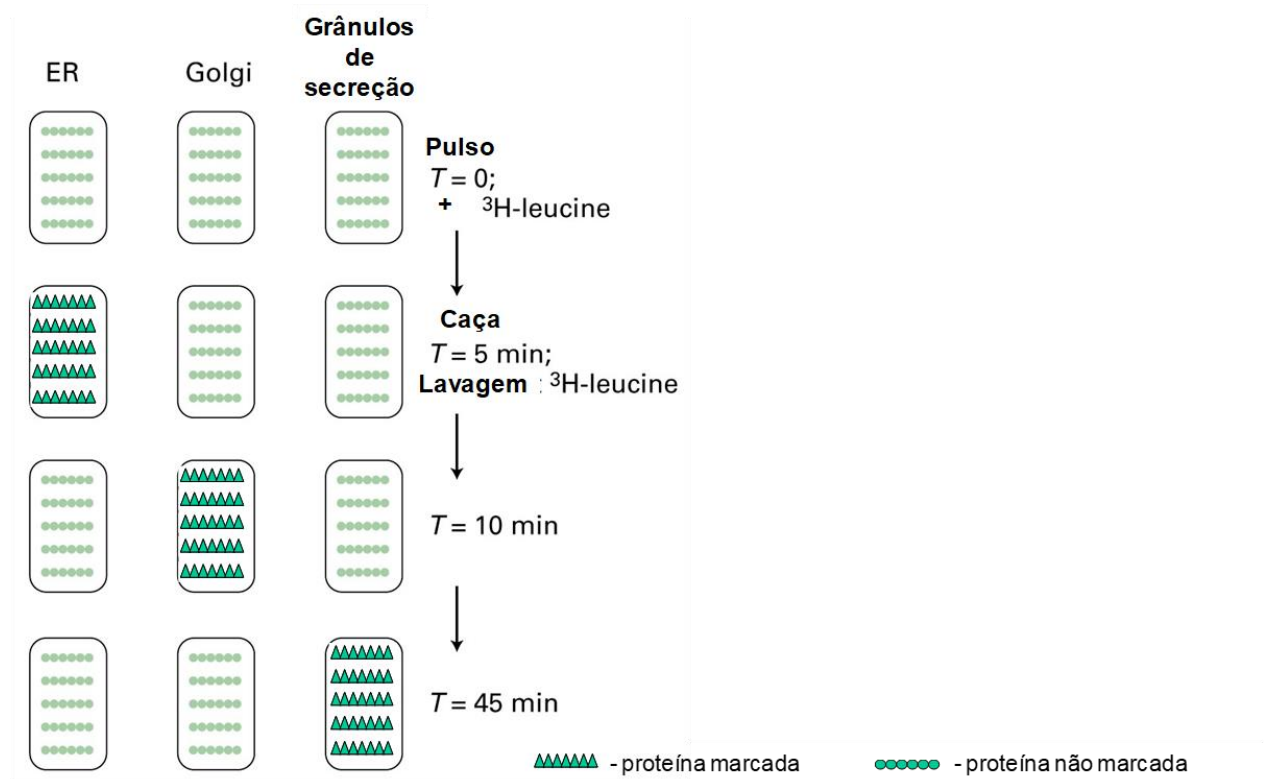 ER
Golgi
Grânulos
de
secreção
Pulso
T = 0;
+ ³H-leucine
Caça
T = 5 min;
Lavagem : ³H-leucine
T = 10 min
T = 45 min
- proteína marcada
- proteína não marcada